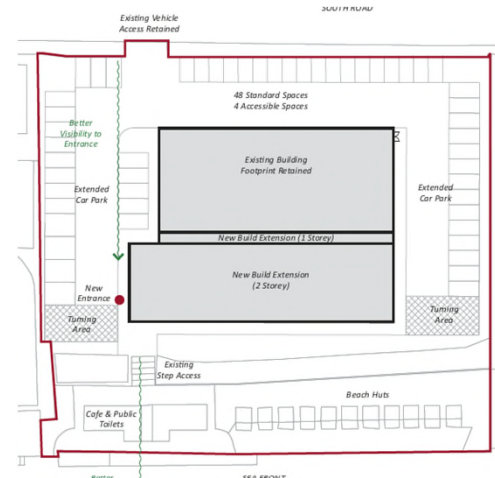 SOUTH ROAD
Existing Vehicle
Access Retained
48 Standard Spaces
4 Accessible Spaces
Better
Visibility to
Entrance
Existing Building
Footprint Retained
Extended
Car Park
Extended
Car Park
New Build Extension (1 Storey)
New Build Extension
(2 Storey)
New
Entrance
Turning
Area
Turning
Area
Existing
Step Access
Beach Huts
Cafe & Public
Toilets
Better
SEA FRONT